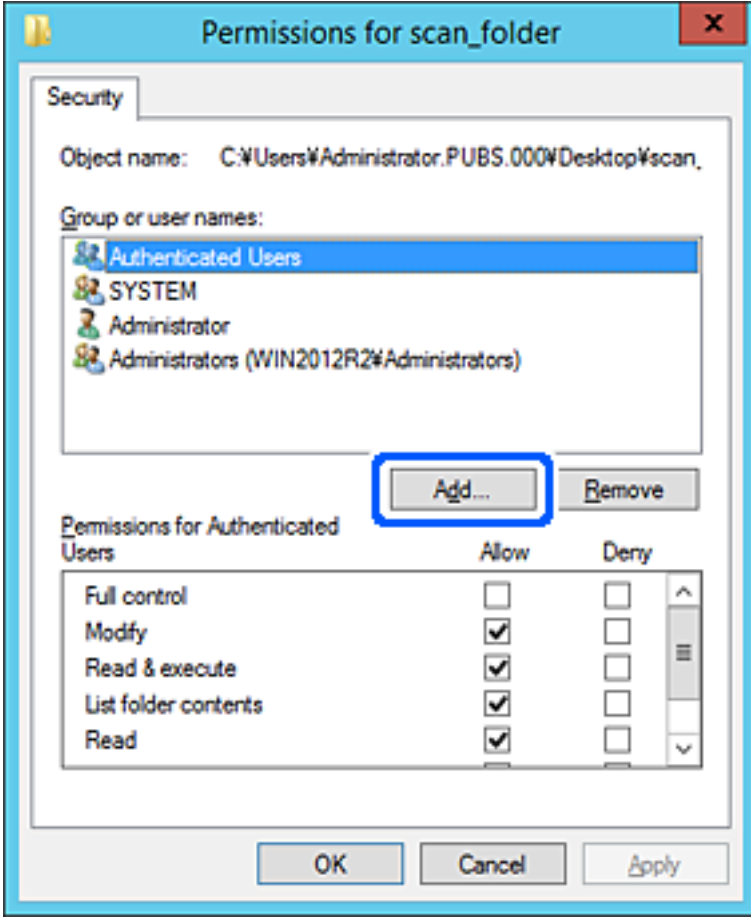 Permissions for scan_folder
x
Security
Object name: C:¥Users¥Administrator.PUBS.000¥Desktop¥scan_
Group or user names:
Authenticated Users
SYSTEM
Administrator
Administrators (WIN2012R2¥Administrators)
Add... Remove
Permissions for Authenticated
Users Allow Deny
Full control
Modify
Read & execute
List folder contents
Read
OK Cancel Apply